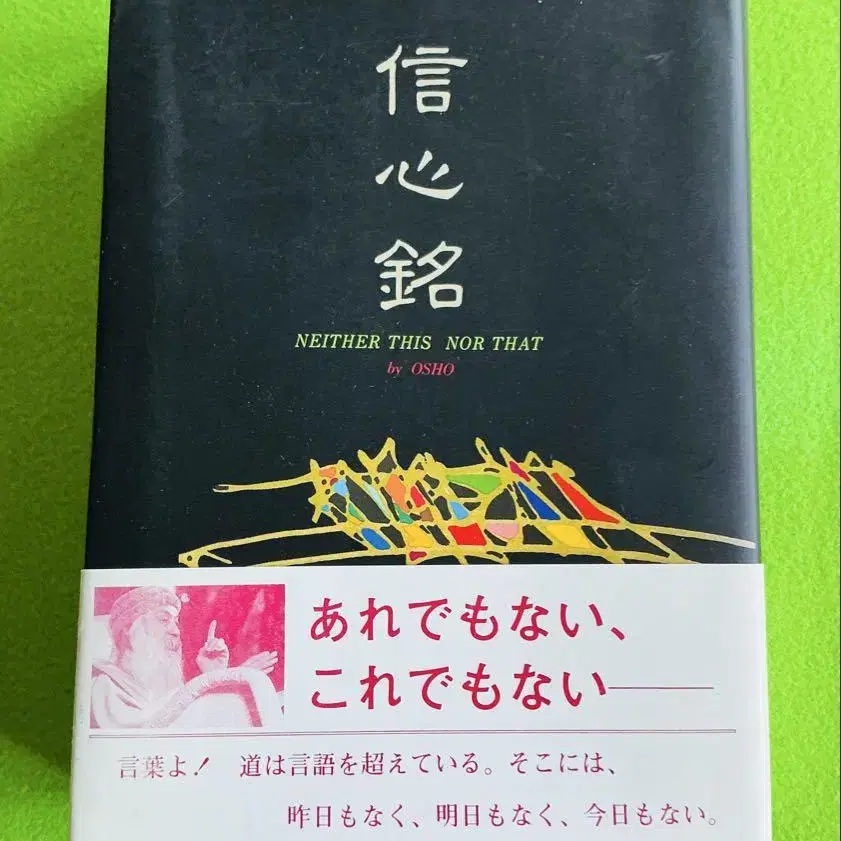 信心銘
NEITHER THIS NOR THAT
by OSHO
あれでもない、
これでもない——
言葉よ! 道は言語を超えている。そこには、
昨日もなく、明日もなく、今日もない。